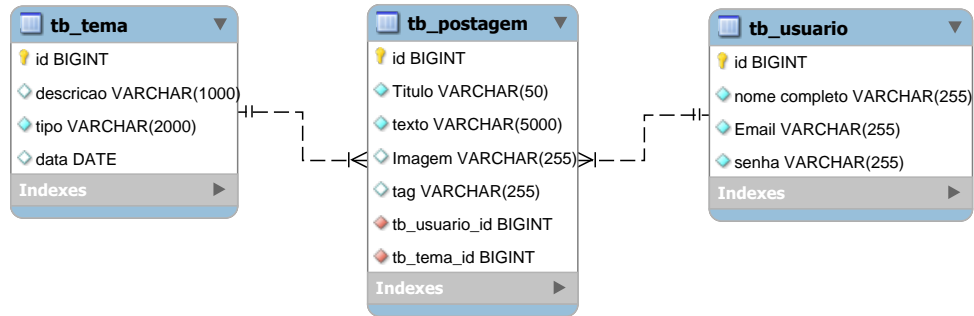 tb_tema
id BIGINT
descricao VARCHAR(1000)
tipo VARCHAR(2000)
data DATE
Indexes
tb_postagem
id BIGINT
Titulo VARCHAR(50)
texto VARCHAR(5000)
Imagem VARCHAR(255)
tag VARCHAR(255)
tb_usuario_id BIGINT
tb_tema_id BIGINT
Indexes
tb_usuario
id BIGINT
nome completo VARCHAR(255)
Email VARCHAR(255)
senha VARCHAR(255)
Indexes